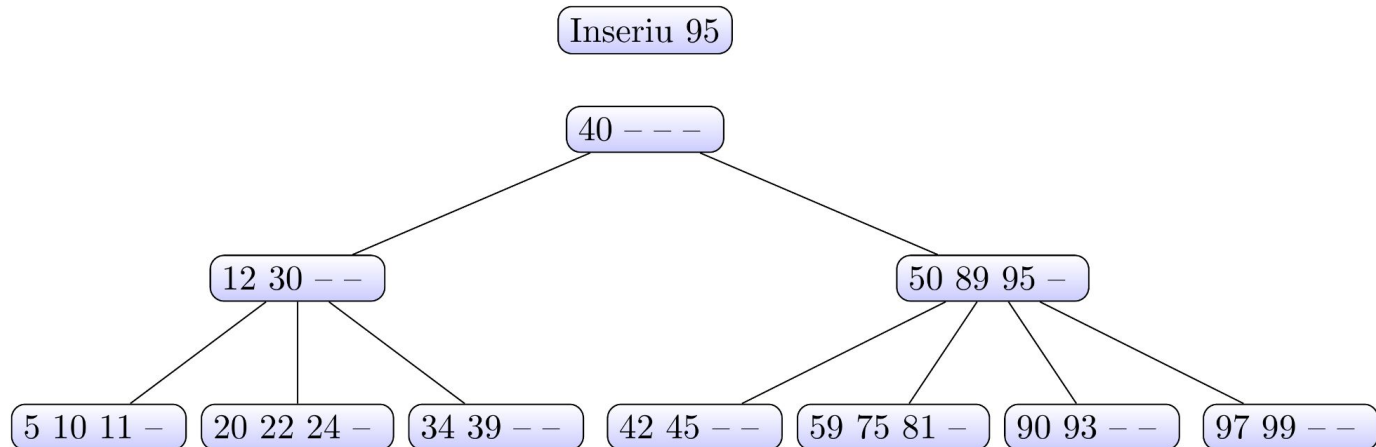 Inseriu 95
40 – – –
12 30 – –
50 89 95 –
5 10 11 –
20 22 24 –
34 39 – –
42 45 – –
59 75 81 –
90 93 – –
97 99 – –